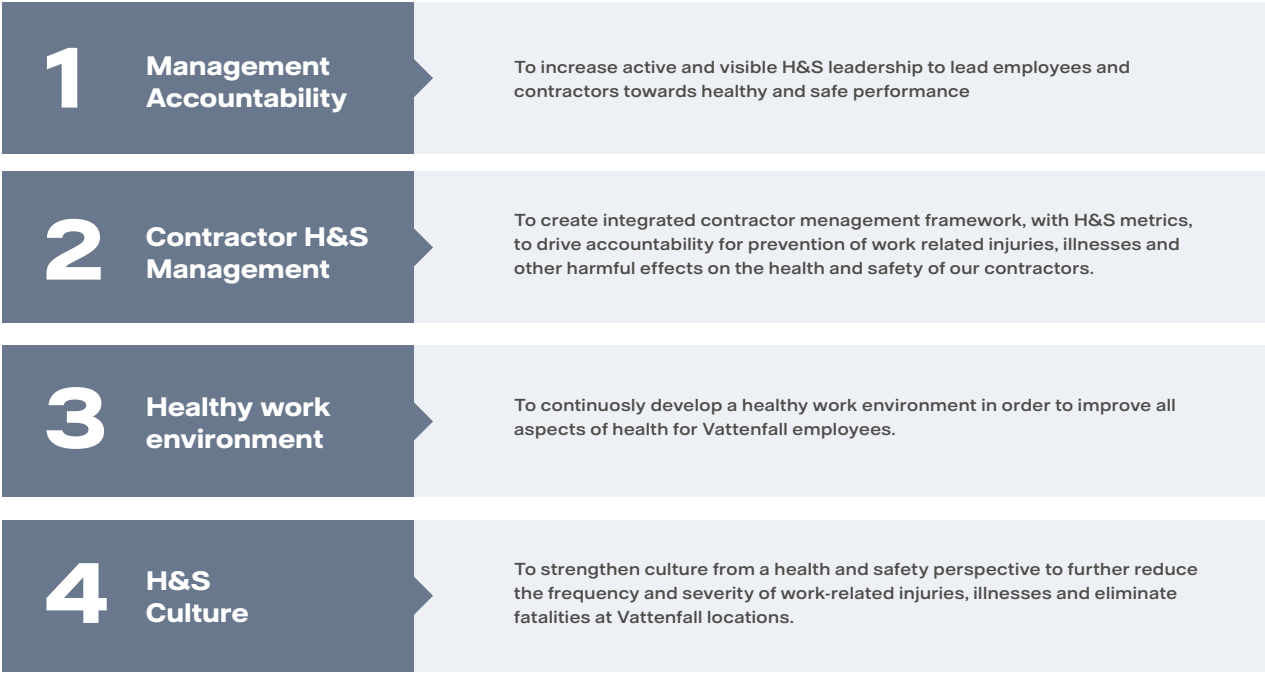 1
Management
Accountability
To increase active and visible H&S leadership to lead employees and
contractors towards healthy and safe performance
2
Contractor H&S
Management
To create integrated contractor menagement framework, with H&S metrics,
to drive accountability for prevention of work related injuries, illnesses and
other harmful effects on the health and safety of our contractors.
3
Healthy work
environment
To continuosly develop a healthy work environment in order to improve all
aspects of health for Vattenfall employees.
4
H&S
Culture
To strengthen culture from a health and safety perspective to further reduce
the frequency and severity of work-related injuries, illnesses and eliminate
fatalities at Vattenfall locations.